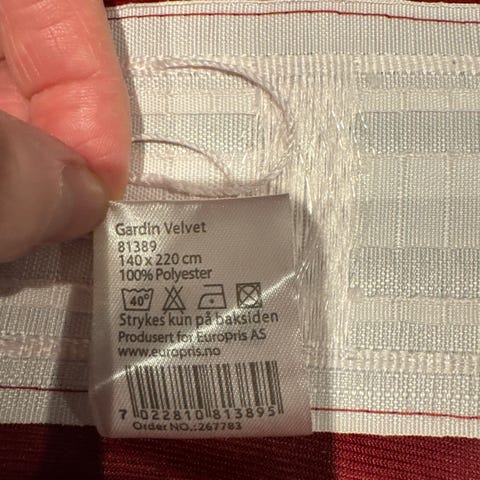 Gardin Velvet
81389
140 x 220 cm
100% Polyester
40°
Strykes kun på baksiden
Produsert for Europris AS
www.europris.no
7 022810 813895
Order NO.:267783